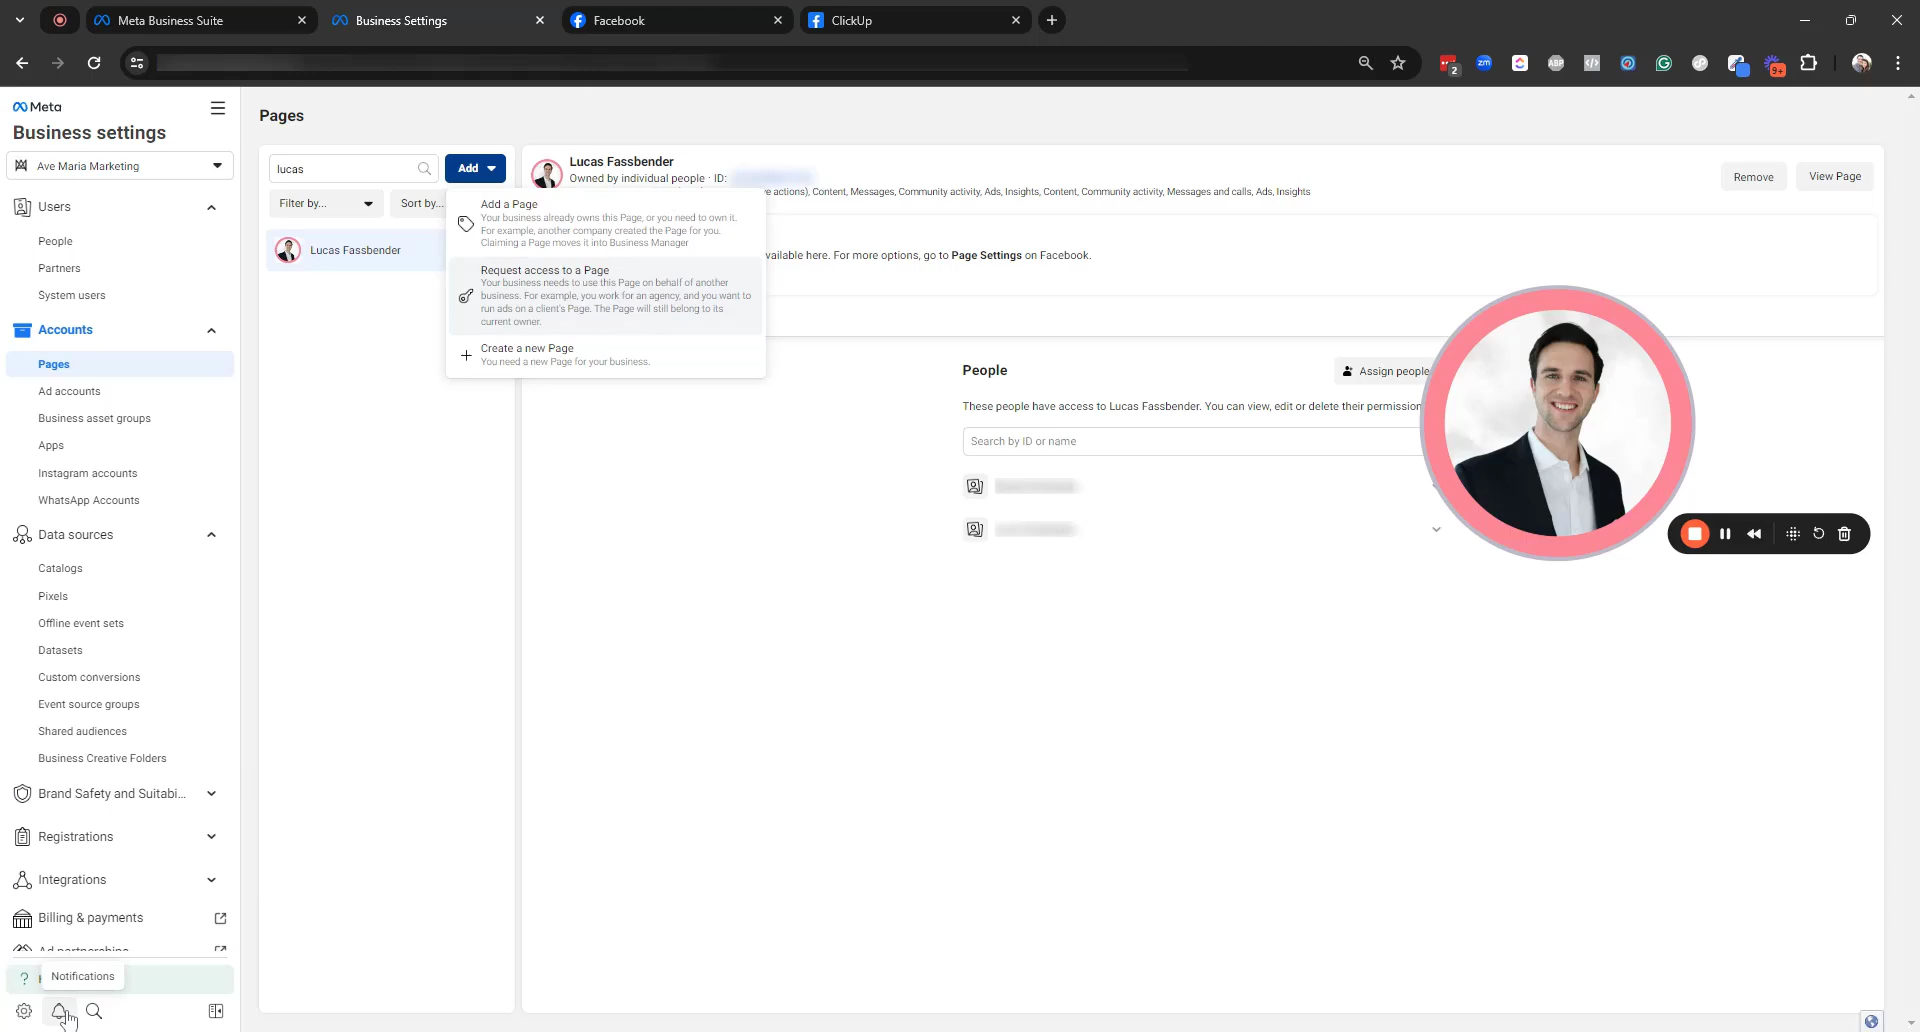 Meta Business Suite
Business Settings
Facebook
ClickUp
2
zm
ABP
9+
Meta
Business settings
Ave Maria Marketing
Users
People
Partners
System users
Accounts
Pages
Ad accounts
Business asset groups
Apps
Instagram accounts
WhatsApp Accounts
Data sources
Catalogs
Pixels
Offline event sets
Datasets
Custom conversions
Event source groups
Shared audiences
Business Creative Folders
Brand Safety and Suitabi...
Registrations
Integrations
Billing & payments
Ad partnerships
Notifications
Pages
lucas
Add
Filter by...
Sort by...
Lucas Fassbender
Add a Page
Your business already owns this Page, or you need to own it.
For example, another company created the Page for you.
Claiming a Page moves it into Business Manager
Request access to a Page
Your business needs to use this Page on behalf of another
business. For example, you work for an agency, and you want to
run ads on a client's Page. The Page will still belong to its
current owner.
Create a new Page
You need a new Page for your business.
Lucas Fassbender
Owned by individual people · ID:
e actions), Content, Messages, Community activity, Ads, Insights, Content, Community activity, Messages and calls, Ads, Insights
Remove
View Page
vailable here. For more options, go to Page Settings on Facebook.
People
Assign people
These people have access to Lucas Fassbender. You can view, edit or delete their permission
Search by ID or name